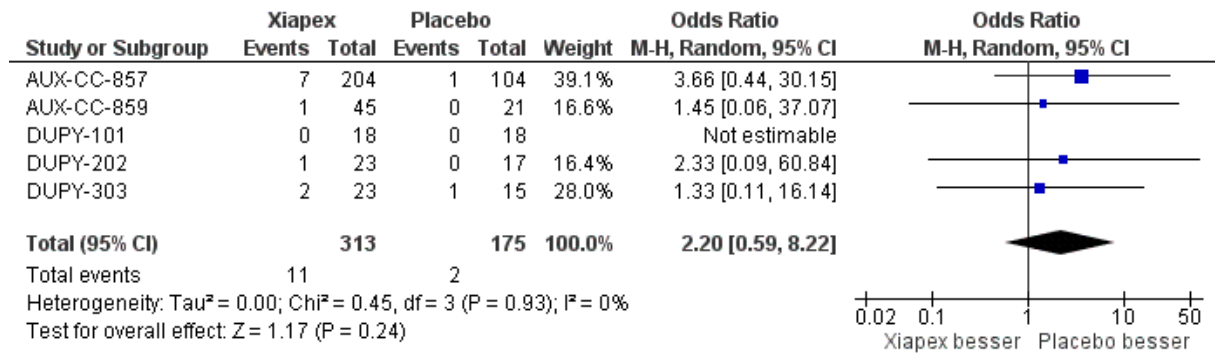 Xiapex Placebo Odds Ratio Odds Ratio
Study or Subgroup Events Total Events Total Weight M-H, Random, 95% CI M-H, Random, 95% CI
AUX-CC-857 7 204 1 104 39.1% 3.66 [0.44, 30.15]
AUX-CC-859 1 45 0 21 16.6% 1.45 [0.06, 37.07]
DUPY-101 0 18 0 18 Not estimable
DUPY-202 1 23 0 17 16.4% 2.33 [0.09, 60.84]
DUPY-303 2 23 1 15 28.0% 1.33 [0.11, 16.14]
Total (95% CI) 313 175 100.0% 2.20 [0.59, 8.22]
Total events 11 2
Heterogeneity: Tau² = 0.00; Chi² = 0.45, df = 3 (P = 0.93); I² = 0%
Test for overall effect: Z = 1.17 (P = 0.24)
0.02 0.1 1 10 50
Xiapex besser Placebo besser